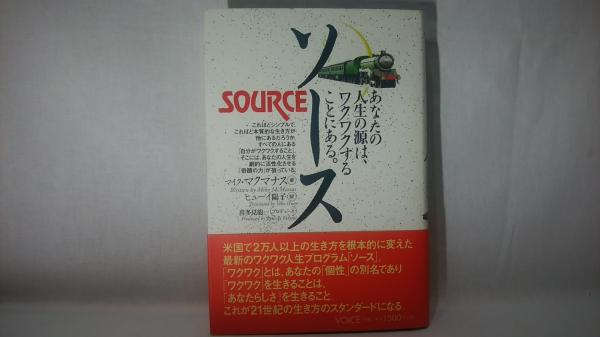 ソース
あなたの
人生の源は、
ワクワクする
ことにある。
SOURCE
これほどシンプルで、
これほど本質的な生き方が
他にあるだろうか。
すべての人にある
「自分がワクワクすること」。
そこには、あなたの人生を
劇的に活性化させる
「奇蹟の力」が宿っている。
マイク・マクマナス 著
Written by Mike McManus
ヒューイ陽子 訳
喜多見龍一
米国で2万人以上の生き方を根本的に変えた
最新のワクワク人生プログラム「ソース」。
「ワクワク」とは、あなたの「個性」の別名であり
「ワクワク」を生きることは、
「あなたらしさ」を生きること。
これが21世紀の生き方のスタンダードになる。
VOICE
1500